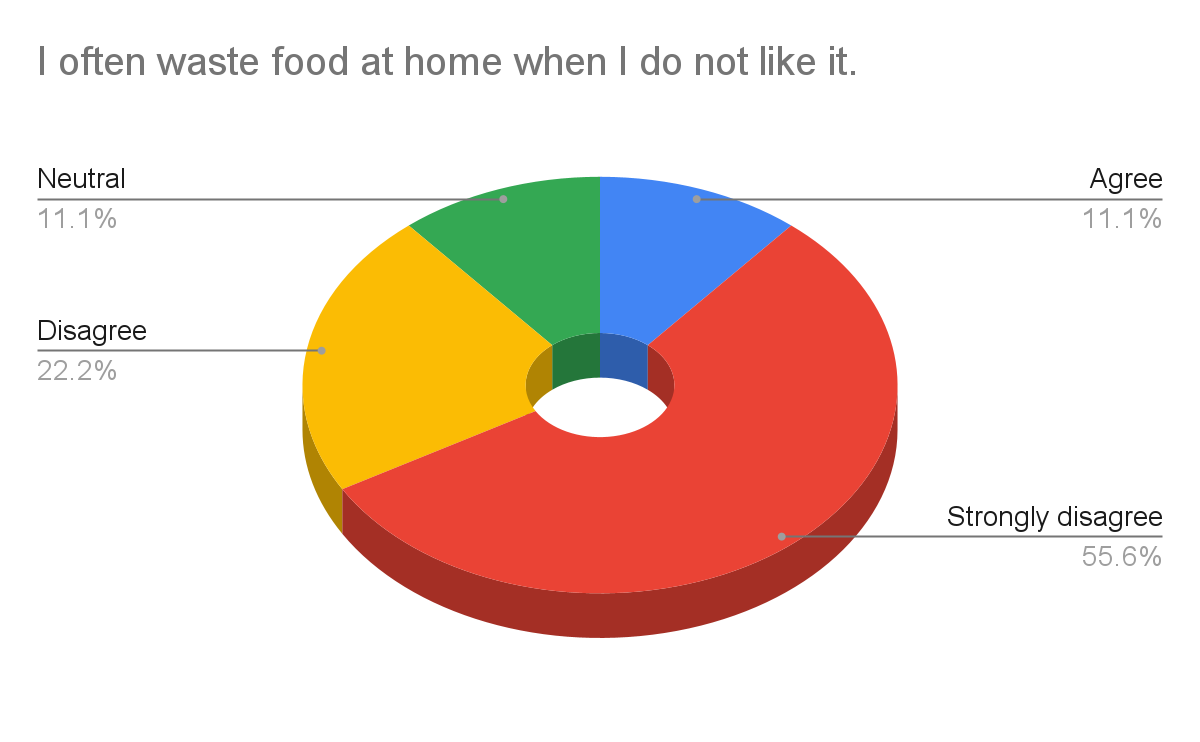 I often waste food at home when I do not like it.
Neutral
11.1%
Agree
11.1%
Disagree
22.2%
Strongly disagree
55.6%